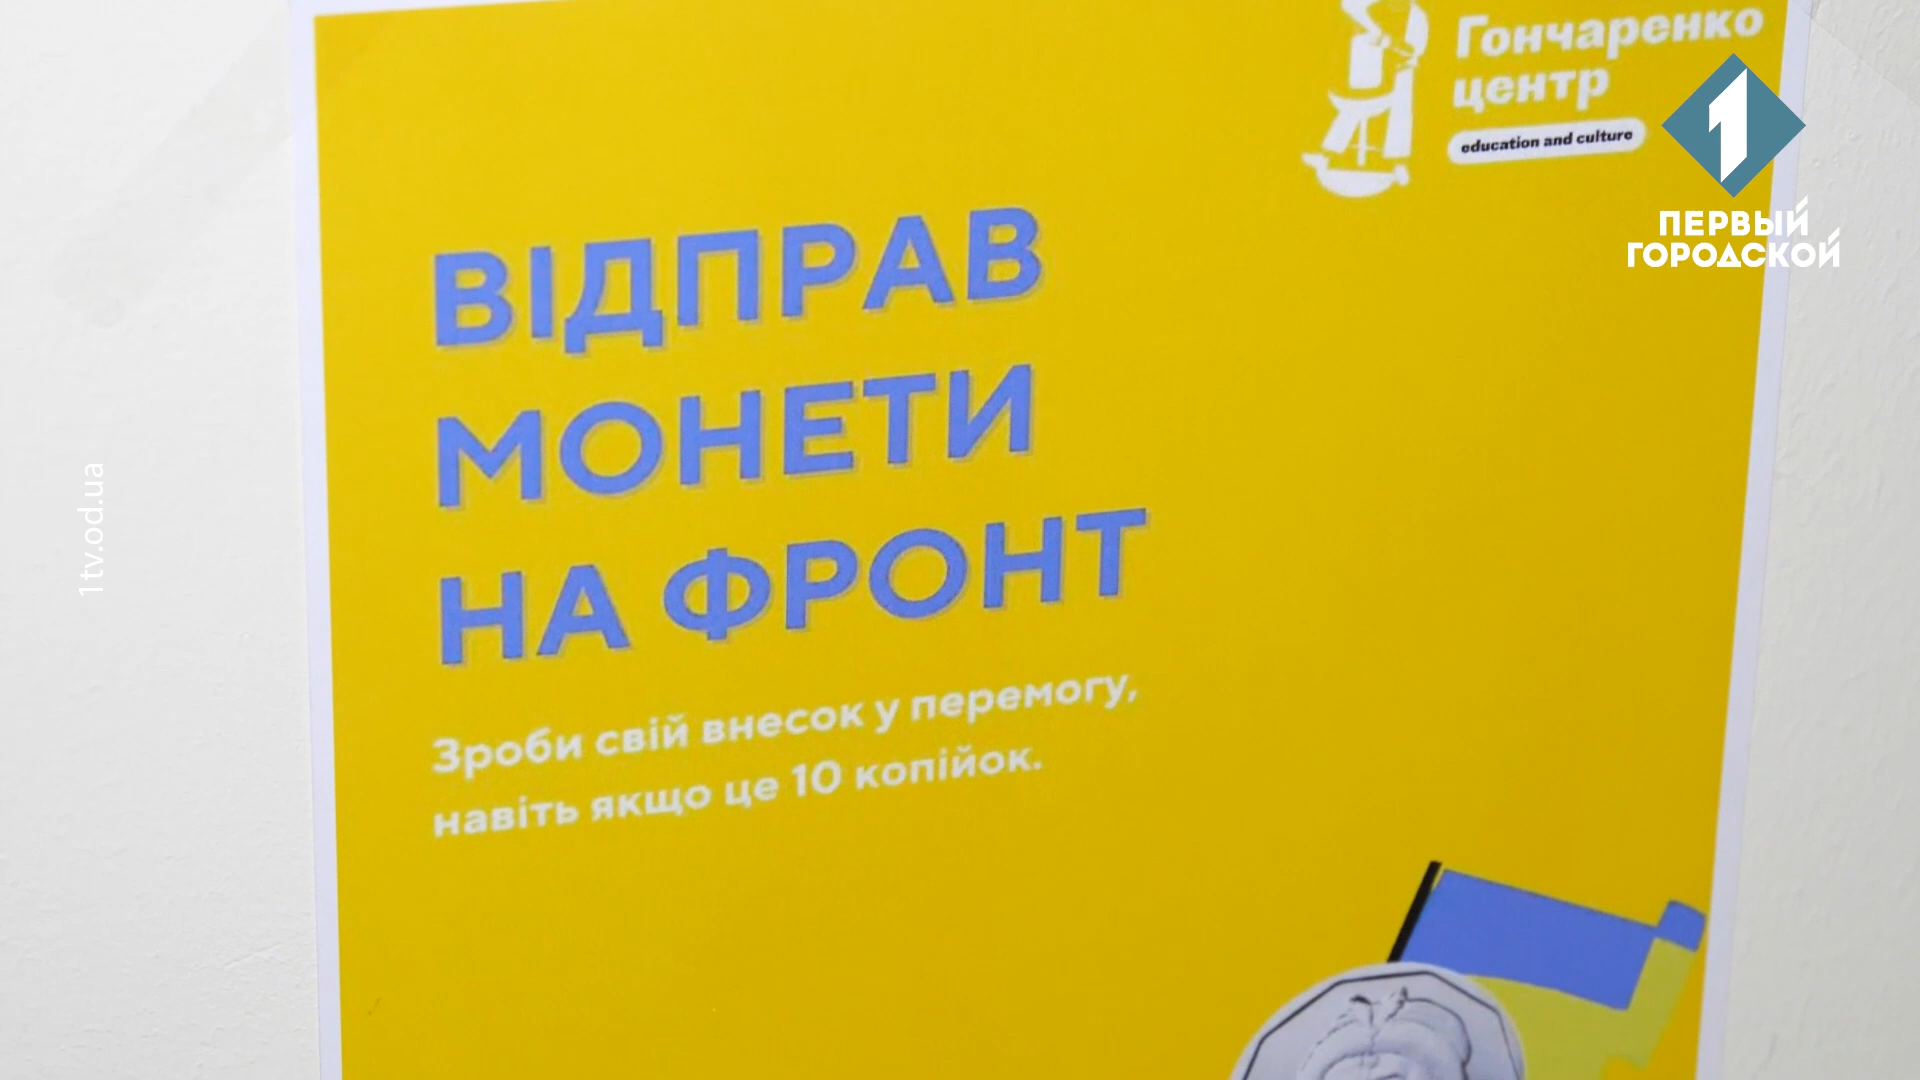 Гончаренко
центр
education and culture
1
ПЕРВЫЙ
ГОРОДСКОЙ
ВІДПРАВ
МОНЕТИ
НА ФРОНТ
Зроби свій внесок у перемогу,
навіть якщо це 10 копійок.
1tv.od.ua